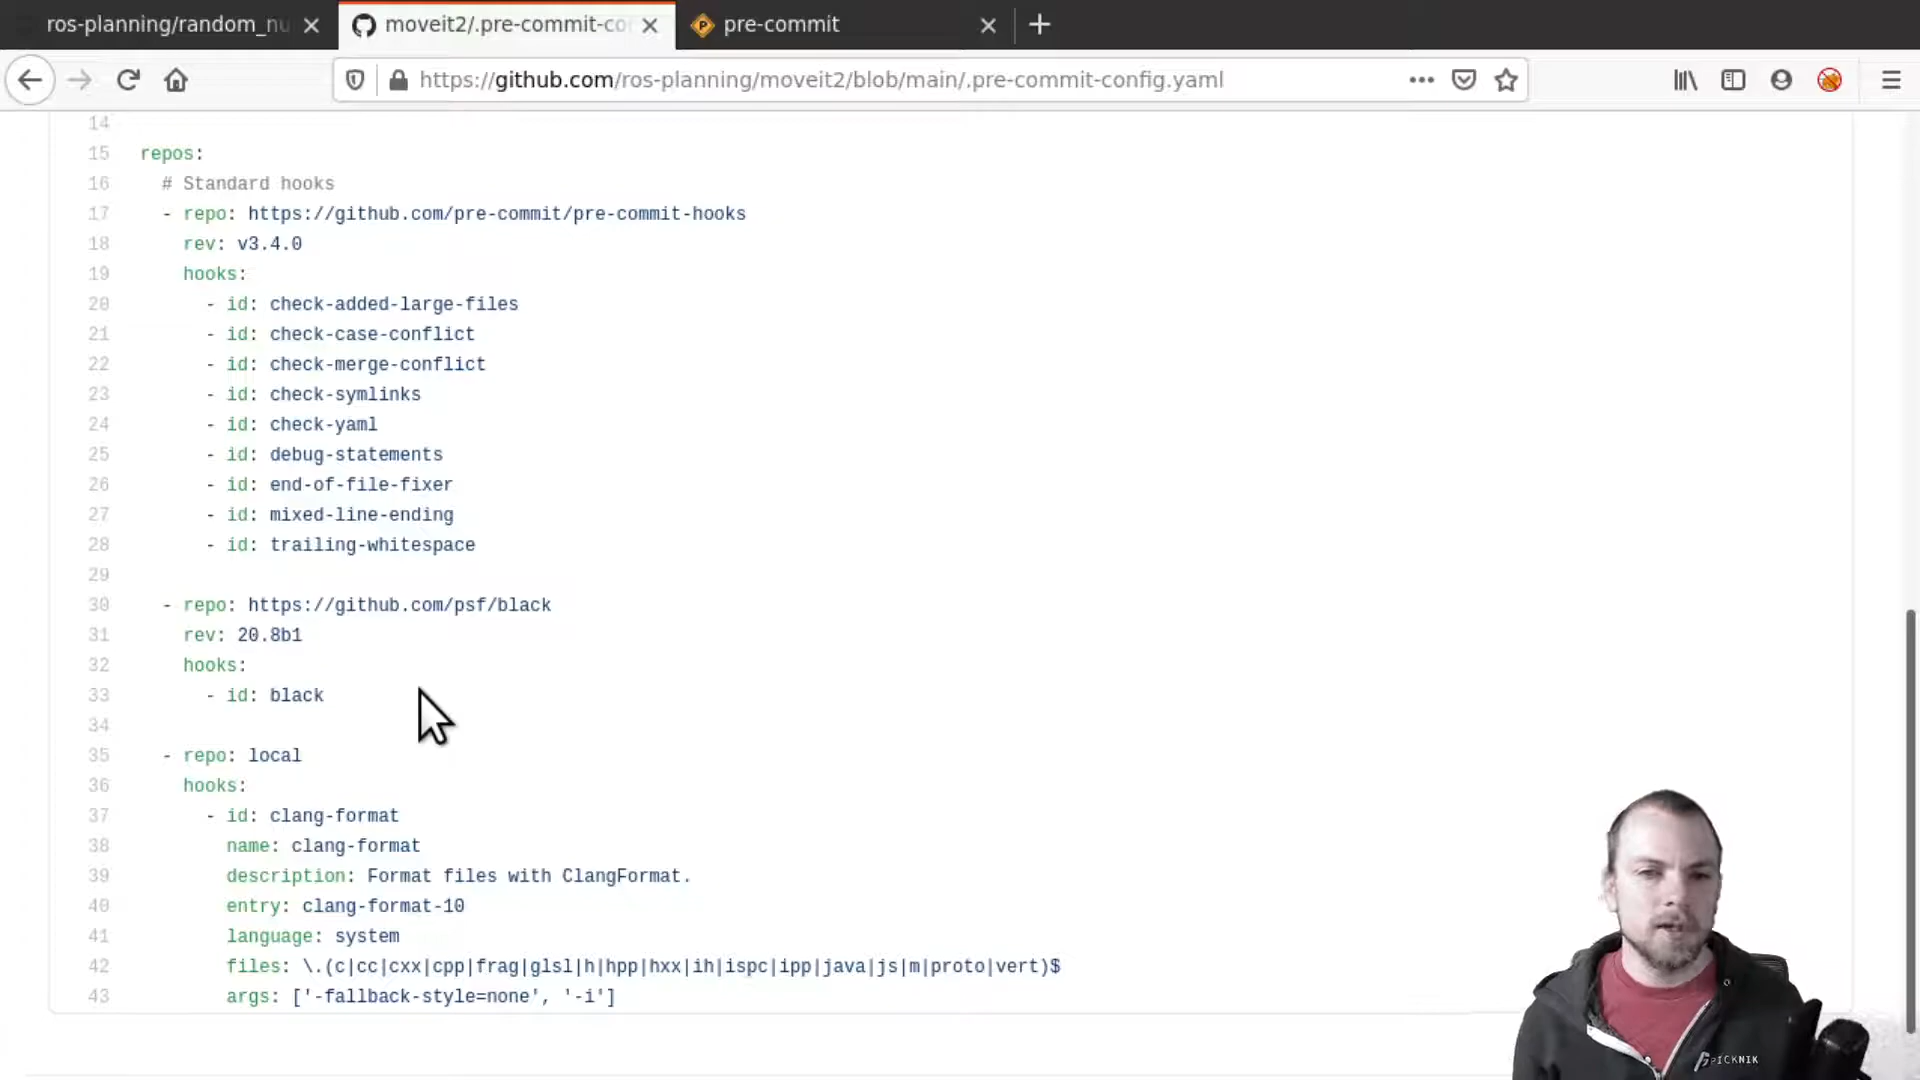 ros-planning/random_nu
moveit2/.pre-commit-co
pre-commit
https://github.com/ros-planning/moveit2/blob/main/.pre-commit-config.yaml
14
15 repos:
16 # Standard hooks
17 - repo: https://github.com/pre-commit/pre-commit-hooks
18 rev: v3.4.0
19 hooks:
20 - id: check-added-large-files
21 - id: check-case-conflict
22 - id: check-merge-conflict
23 - id: check-symlinks
24 - id: check-yaml
25 - id: debug-statements
26 - id: end-of-file-fixer
27 - id: mixed-line-ending
28 - id: trailing-whitespace
29
30 - repo: https://github.com/psf/black
31 rev: 20.8b1
32 hooks:
33 - id: black
34
35 - repo: local
36 hooks:
37 - id: clang-format
38 name: clang-format
39 description: Format files with ClangFormat.
40 entry: clang-format-10
41 language: system
42 files: \.(c|cc|cxx|cpp|frag|glsl|h|hpp|hxx|ih|ispc|ipp|java|js|m|proto|vert)$
43 args: ['-fallback-style=none', '-i']
PICKNIK